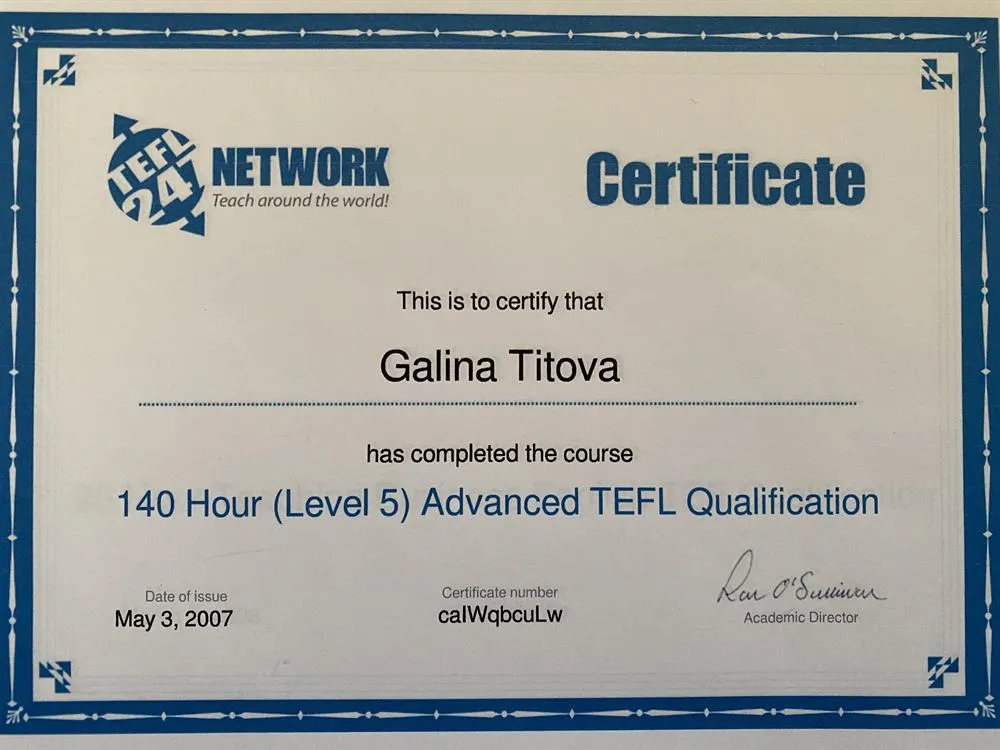 TEFL
24
NETWORK
Teach around the world!
Certificate
This is to certify that
Galina Titova
has completed the course
140 Hour (Level 5) Advanced TEFL Qualification
Date of issue
May 3, 2007
Certificate number
calWqbcuLw
Academic Director